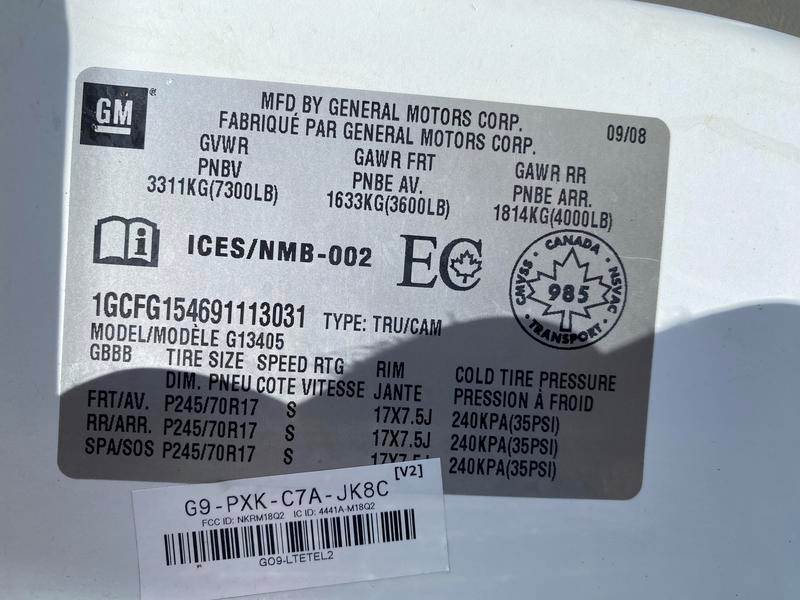 GM ®
MFD BY GENERAL MOTORS CORP.
FABRIQUÉ PAR GENERAL MOTORS CORP.
09/08
GVWR
PNBV
3311KG(7300LB)
GAWR FRT
PNBE AV.
1633KG(3600LB)
GAWR RR
PNBE ARR.
1814KG(4000LB)
i
ICES/NMB-002
EC
CANADA
CMVSS
NSVAC
985
TRANSPORT
1GCFG154691113031 TYPE: TRU/CAM
MODEL/MODÈLE G13405
GBBB TIRE SIZE SPEED RTG RIM COLD TIRE PRESSURE
DIM. PNEU COTE VITESSE JANTE PRESSION À FROID
FRT/AV. P245/70R17 S 17X7.5J 240KPA(35PSI)
RR/ARR. P245/70R17 S 17X7.5J 240KPA(35PSI)
SPA/SOS P245/70R17 S 17X7.5J 240KPA(35PSI)
[V2]
G9-PXK-C7A-JK8C
FCC ID: NKRM18Q2 IC ID: 4441A-M18Q2
GO9-LTETEL2